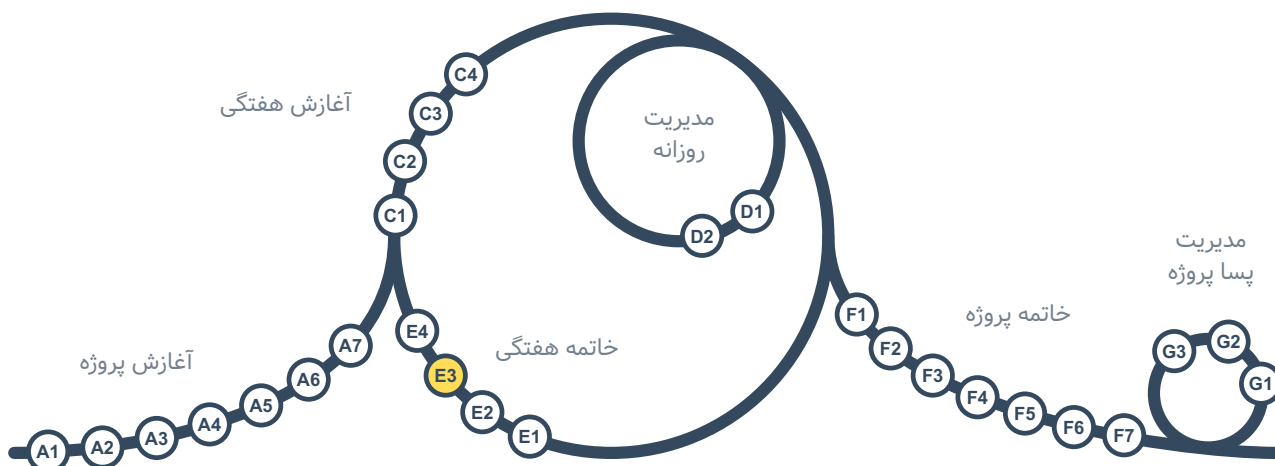 آغازش پروژه
A1
A2
A3
A4
A5
A6
A7
آغازش هفتگی
C1
C2
C3
C4
مدیریت
روزانه
D1
D2
خاتمه هفتگی
E1
E2
E3
E4
خاتمه پروژه
F1
F2
F3
F4
F5
F6
F7
مدیریت
پسا پروژه
G1
G2
G3